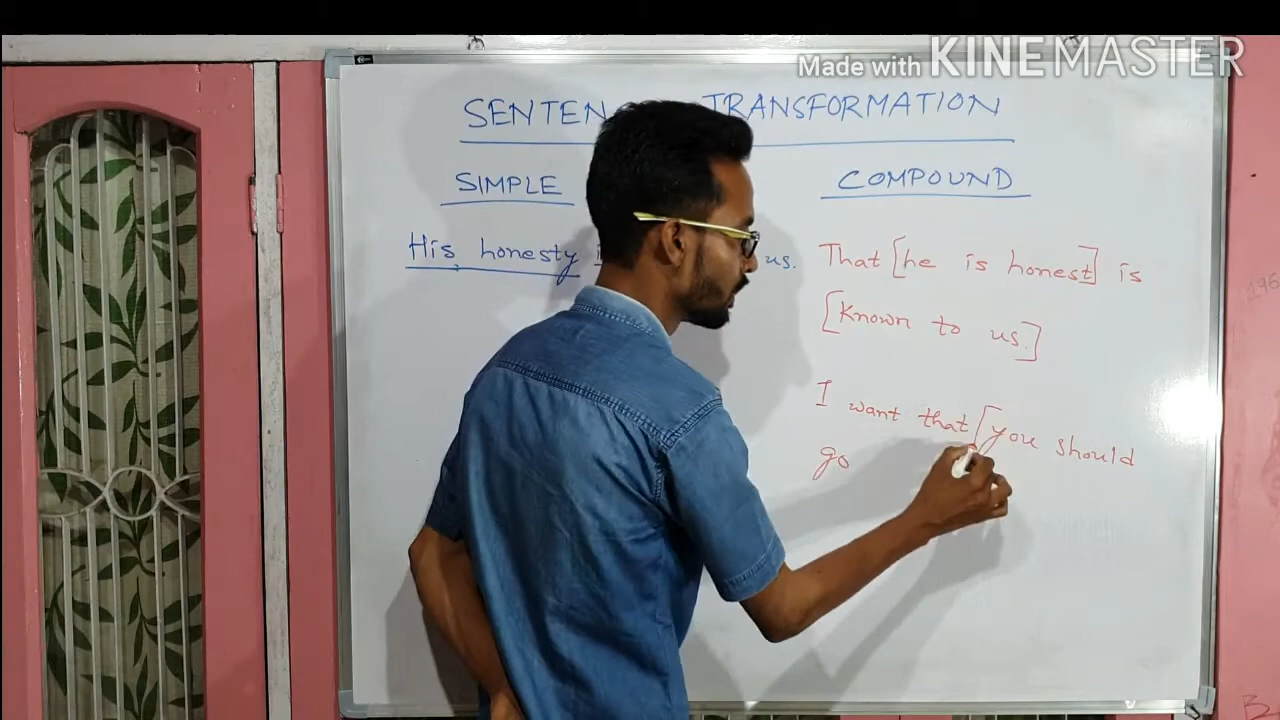 Made with KINEMASTER
SENTEN TRANSFORMATION
SIMPLE
COMPOUND
His honesty us.
That [he is honest] is
[Known to us.]
I want that [you should
go